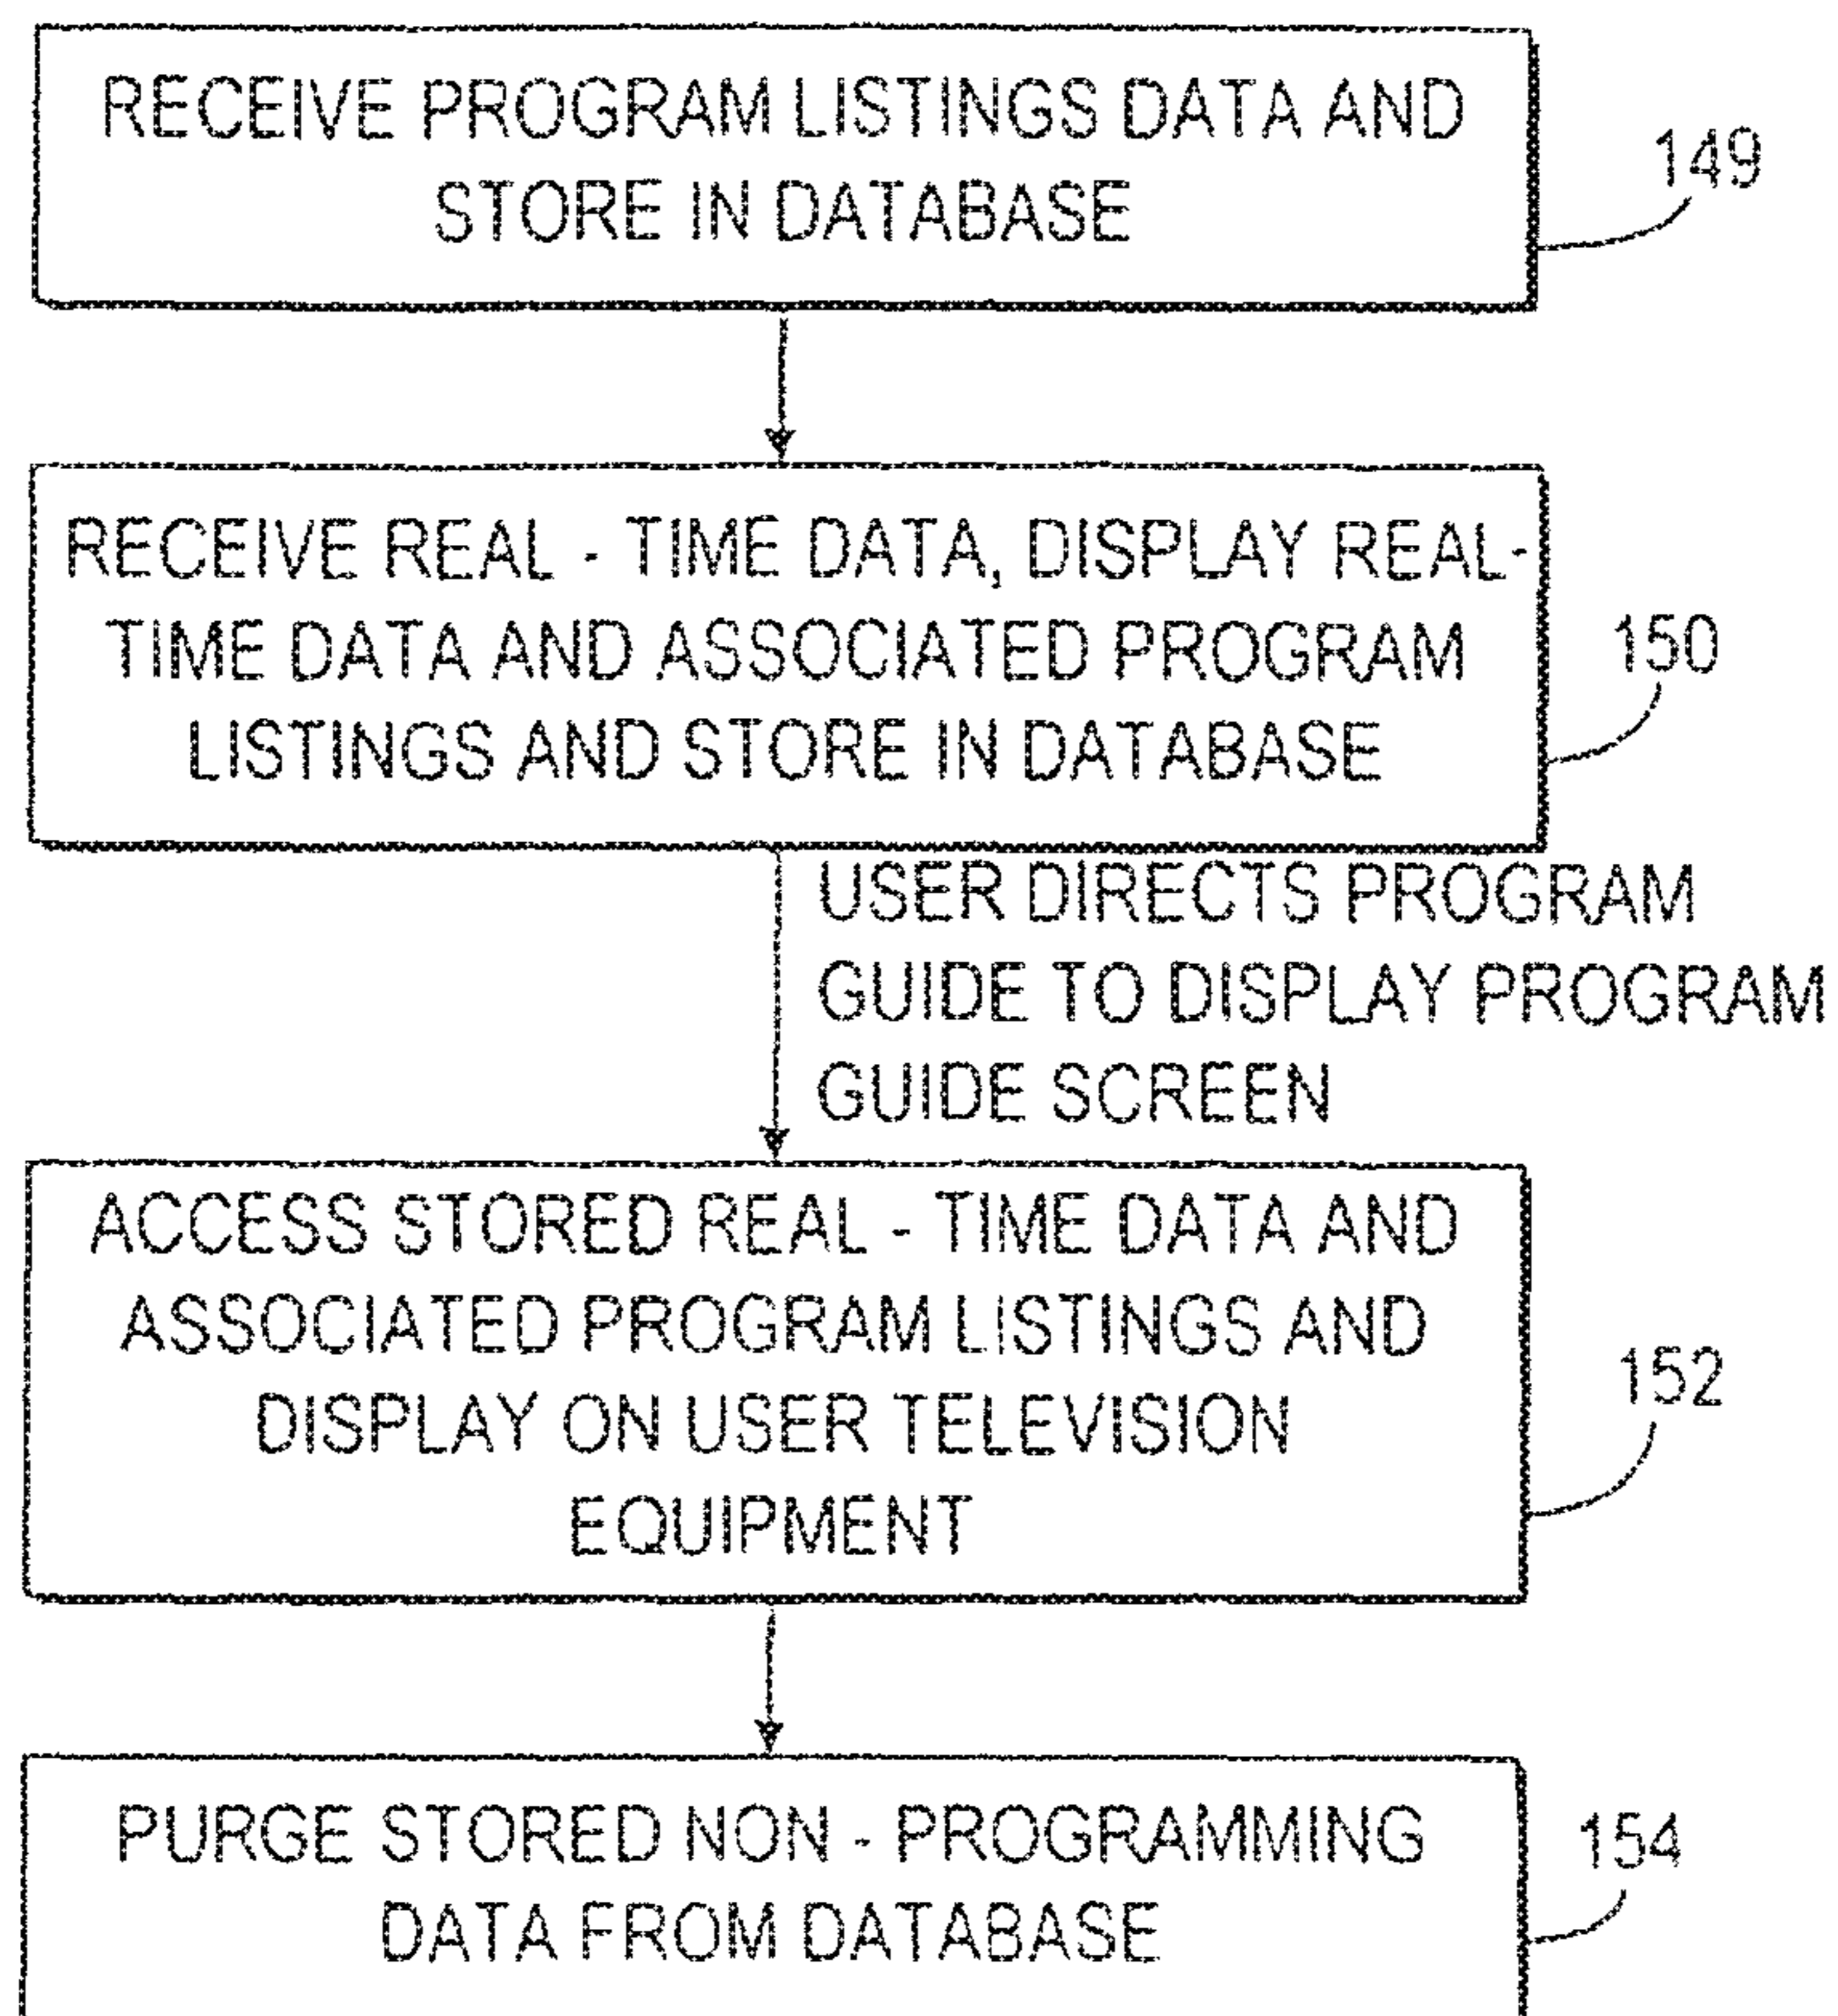 RECEIVE PROGRAM LISTINGS DATA AND
STORE IN DATABASE
149
RECEIVE REAL - TIME DATA, DISPLAY REAL-
TIME DATA AND ASSOCIATED PROGRAM
LISTINGS AND STORE IN DATABASE
150
USER DIRECTS PROGRAM
GUIDE TO DISPLAY PROGRAM
GUIDE SCREEN
ACCESS STORED REAL - TIME DATA AND
ASSOCIATED PROGRAM LISTINGS AND
DISPLAY ON USER TELEVISION
EQUIPMENT
152
PURGE STORED NON - PROGRAMMING
DATA FROM DATABASE
154